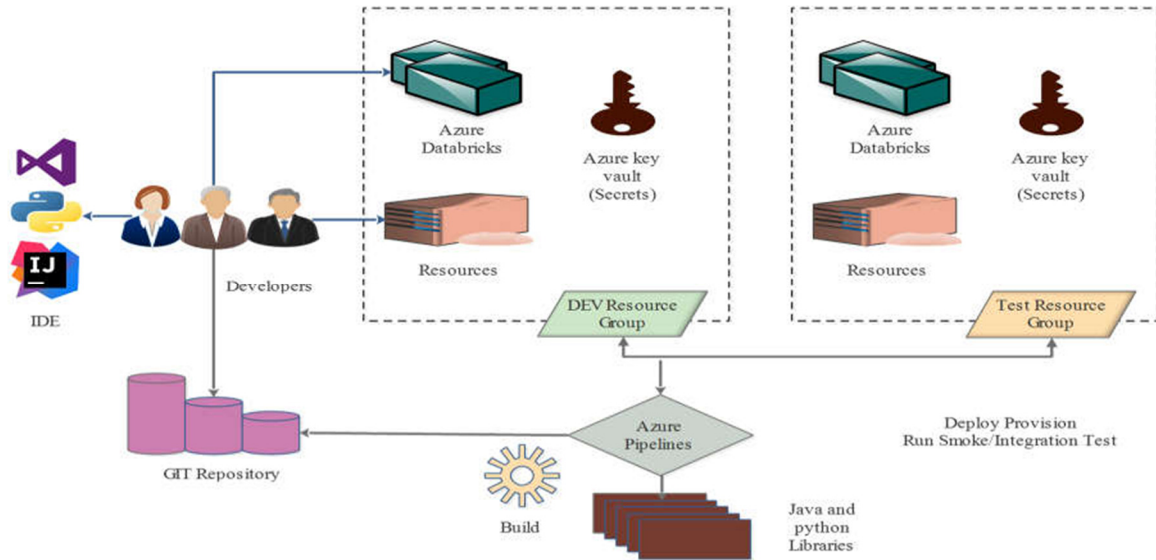 Azure
Databricks
Azure key
vault
(Secrets)
Azure
Databricks
Azure key
vault
(Secrets)
IJ
IDE
Developers
Resources
Resources
DEV Resource
Group
Test Resource
Group
GIT Repository
Azure
Pipelines
Deploy Provision
Run Smoke/Integration Test
Build
Java and
python
Libraries